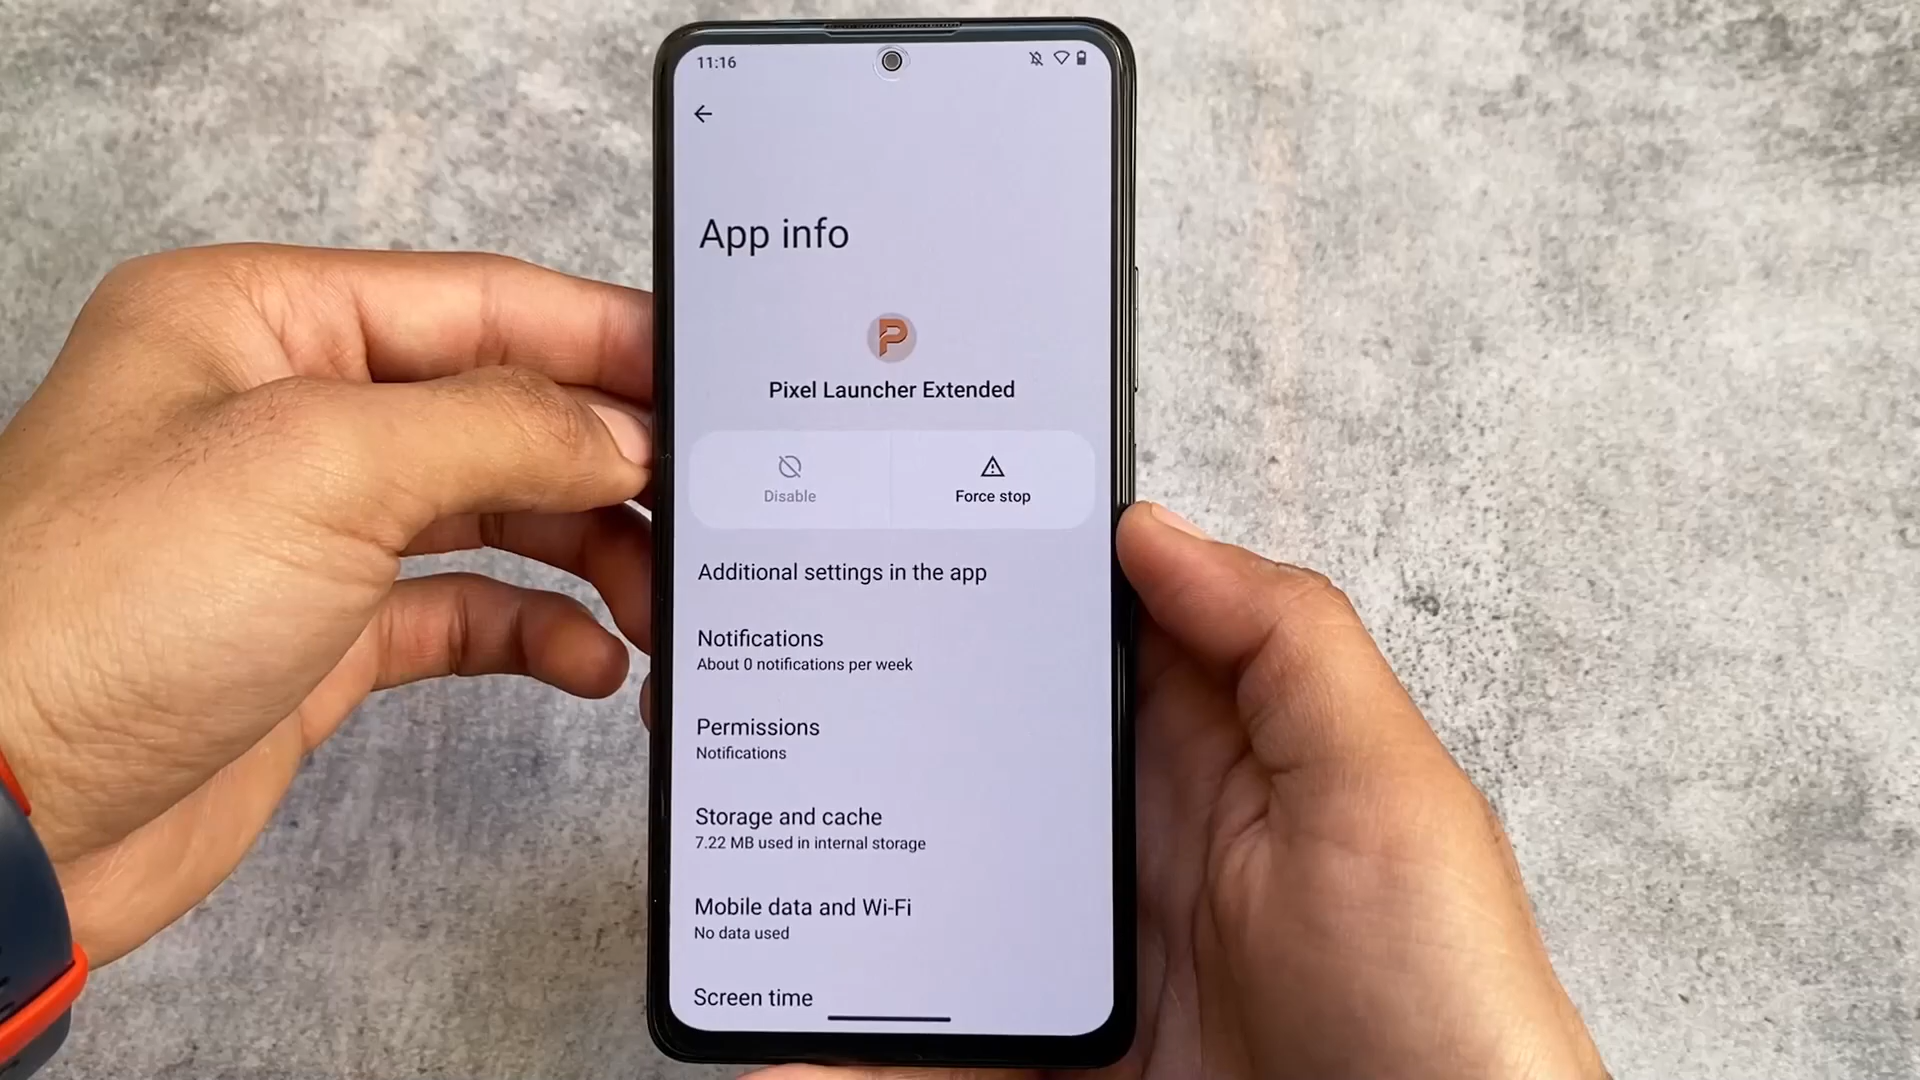 11:16
App info
Pixel Launcher Extended
Disable
Force stop
Additional settings in the app
Notifications
About 0 notifications per week
Permissions
Notifications
Storage and cache
7.22 MB used in internal storage
Mobile data and Wi-Fi
No data used
Screen time